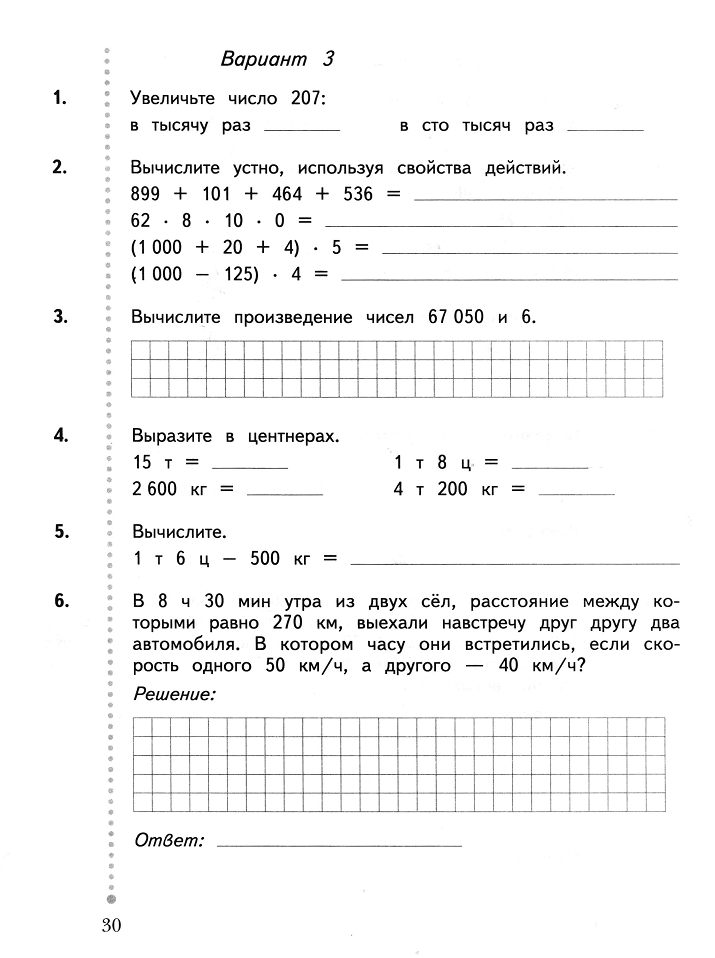 Вариант 3
1. Увеличьте число 207:
в тысячу раз ________ в сто тысяч раз ________
2. Вычислите устно, используя свойства действий.
899 + 101 + 464 + 536 = ________
62 · 8 · 10 · 0 = ________
(1 000 + 20 + 4) · 5 = ________
(1 000 − 125) · 4 = ________
3. Вычислите произведение чисел 67 050 и 6.
4. Выразите в центнерах.
15 т = ________ 1 т 8 ц = ________
2 600 кг = ________ 4 т 200 кг = ________
5. Вычислите.
1 т 6 ц − 500 кг = ________
6. В 8 ч 30 мин утра из двух сёл, расстояние между ко-
торыми равно 270 км, выехали навстречу друг другу два
автомобиля. В котором часу они встретились, если ско-
рость одного 50 км/ч, а другого — 40 км/ч?
Решение:
Ответ: ________
30